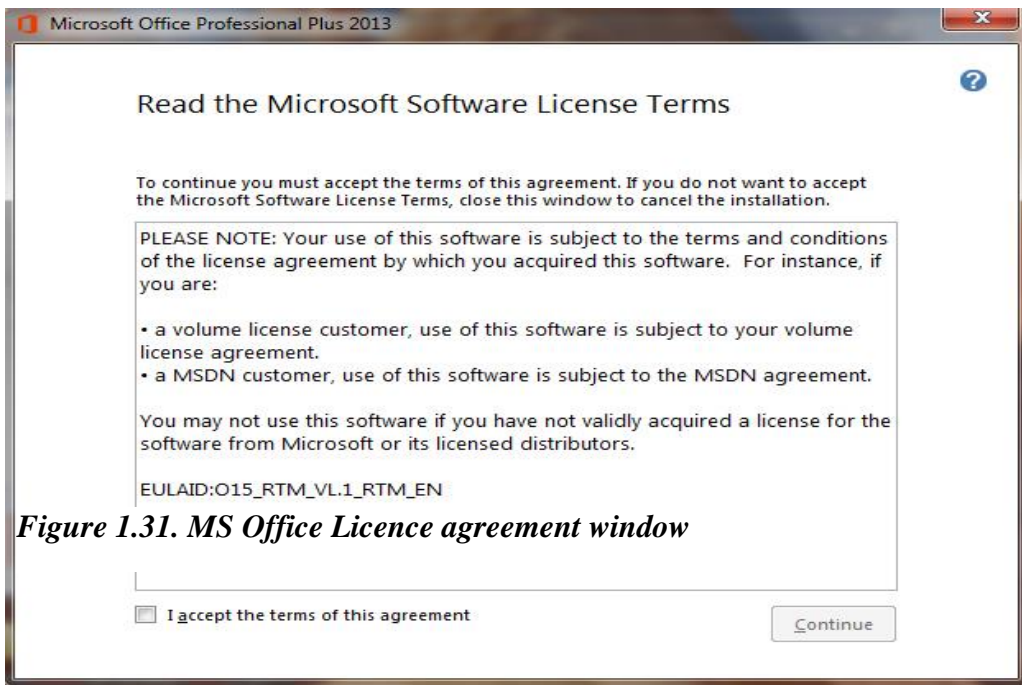 Microsoft Office Professional Plus 2013
Read the Microsoft Software License Terms
To continue you must accept the terms of this agreement. If you do not want to accept
the Microsoft Software License Terms, close this window to cancel the installation.
PLEASE NOTE: Your use of this software is subject to the terms and conditions
of the license agreement by which you acquired this software.  For instance, if
you are:
• a volume license customer, use of this software is subject to your volume
license agreement.
• a MSDN customer, use of this software is subject to the MSDN agreement.
You may not use this software if you have not validly acquired a license for the
software from Microsoft or its licensed distributors.
EULAID:O15_RTM_VL.1_RTM_EN
Figure 1.31. MS Office Licence agreement window
I accept the terms of this agreement
Continue